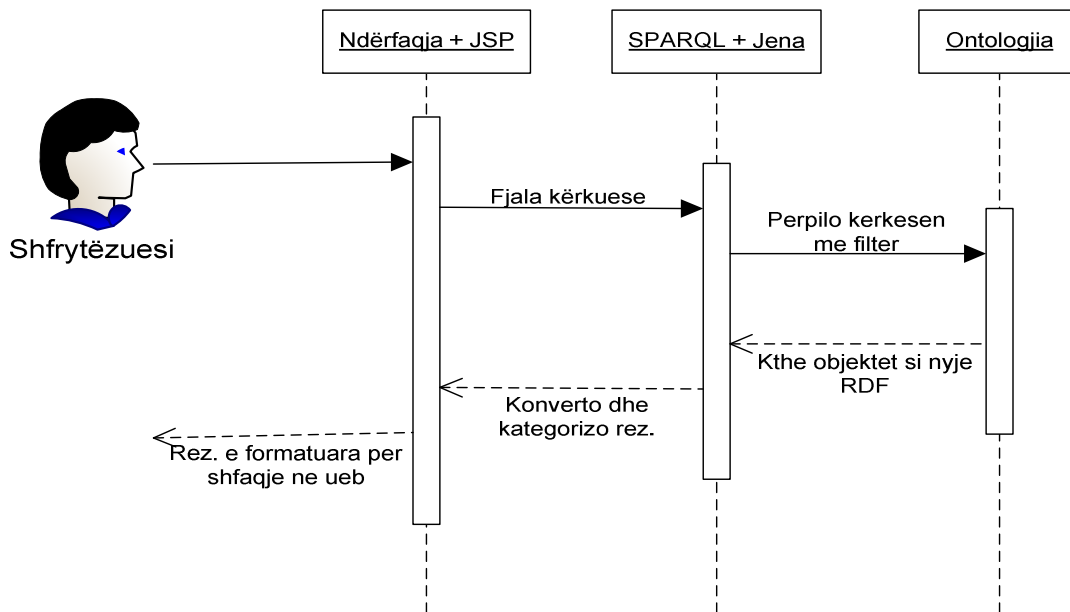 Ndërfaqja + JSP
SPARQL + Jena
Ontologjia
Shfrytëzuesi
Fjala kërkuese
Perpilo kerkesen
me filter
Kthe objektet si nyje
RDF
Konverto dhe
kategorizo rez.
Rez. e formatuara per
shfaqje ne ueb